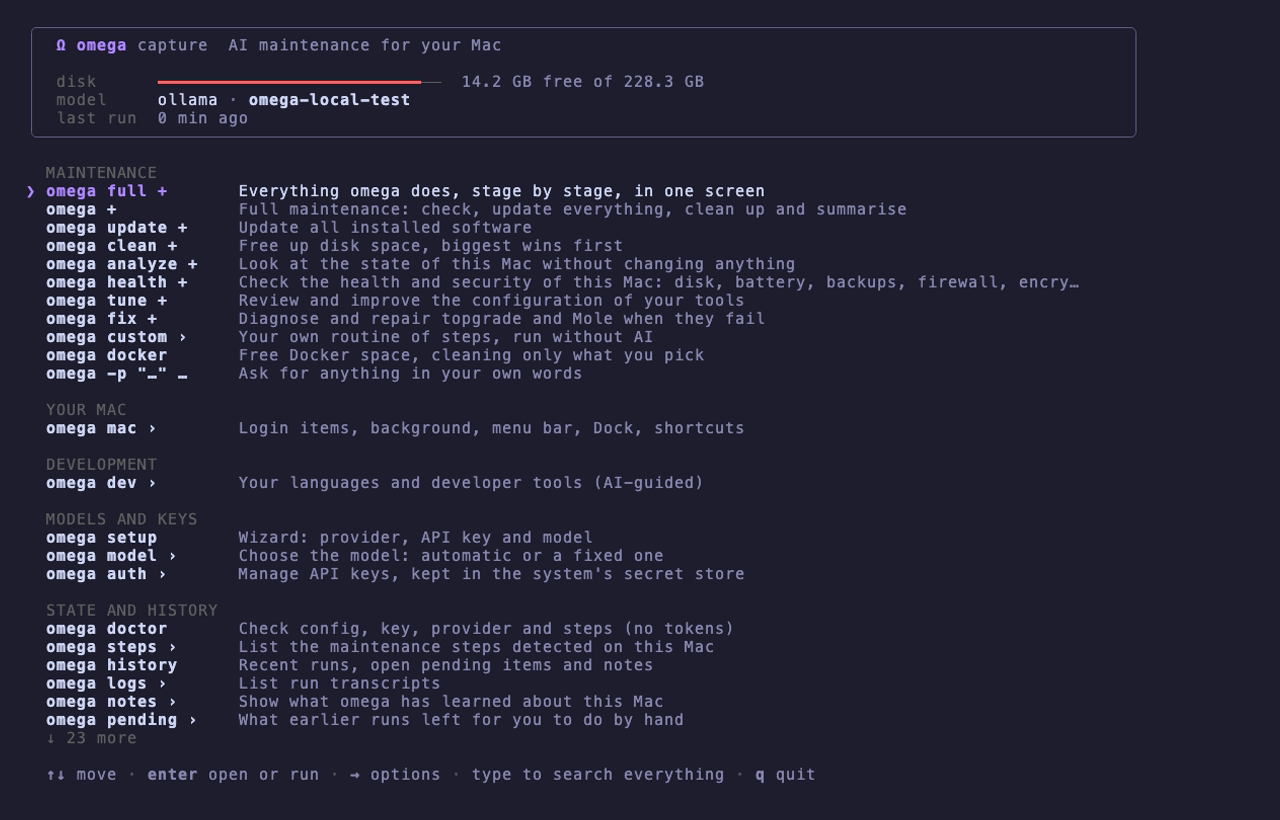 Ω omega capture  AI maintenance for your Mac
disk 14.2 GB free of 228.3 GB
model ollama · omega-local-test
last run 0 min ago
MAINTENANCE
❯ omega full + Everything omega does, stage by stage, in one screen
omega + Full maintenance: check, update everything, clean up and summarise
omega update + Update all installed software
omega clean + Free up disk space, biggest wins first
omega analyze + Look at the state of this Mac without changing anything
omega health + Check the health and security of this Mac: disk, battery, backups, firewall, encry…
omega tune + Review and improve the configuration of your tools
omega fix + Diagnose and repair topgrade and Mole when they fail
omega custom › Your own routine of steps, run without AI
omega docker Free Docker space, cleaning only what you pick
omega -p "…" … Ask for anything in your own words
YOUR MAC
omega mac › Login items, background, menu bar, Dock, shortcuts
DEVELOPMENT
omega dev › Your languages and developer tools (AI-guided)
MODELS AND KEYS
omega setup Wizard: provider, API key and model
omega model › Choose the model: automatic or a fixed one
omega auth › Manage API keys, kept in the system's secret store
STATE AND HISTORY
omega doctor Check config, key, provider and steps (no tokens)
omega steps › List the maintenance steps detected on this Mac
omega history Recent runs, open pending items and notes
omega logs › List run transcripts
omega notes › Show what omega has learned about this Mac
omega pending › What earlier runs left for you to do by hand
↓ 23 more
↑↓ move · enter open or run · → options · type to search everything · q quit